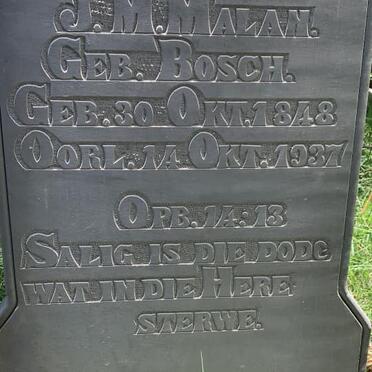 J. M. MALAN.
GEB. BOSCH.
GEB. 30 OKT. 1848
OORL. 14 OKT. 1937
OPB. 14:13
SALIG IS DIE DODE
WAT IN DIE HERE
STERWE.